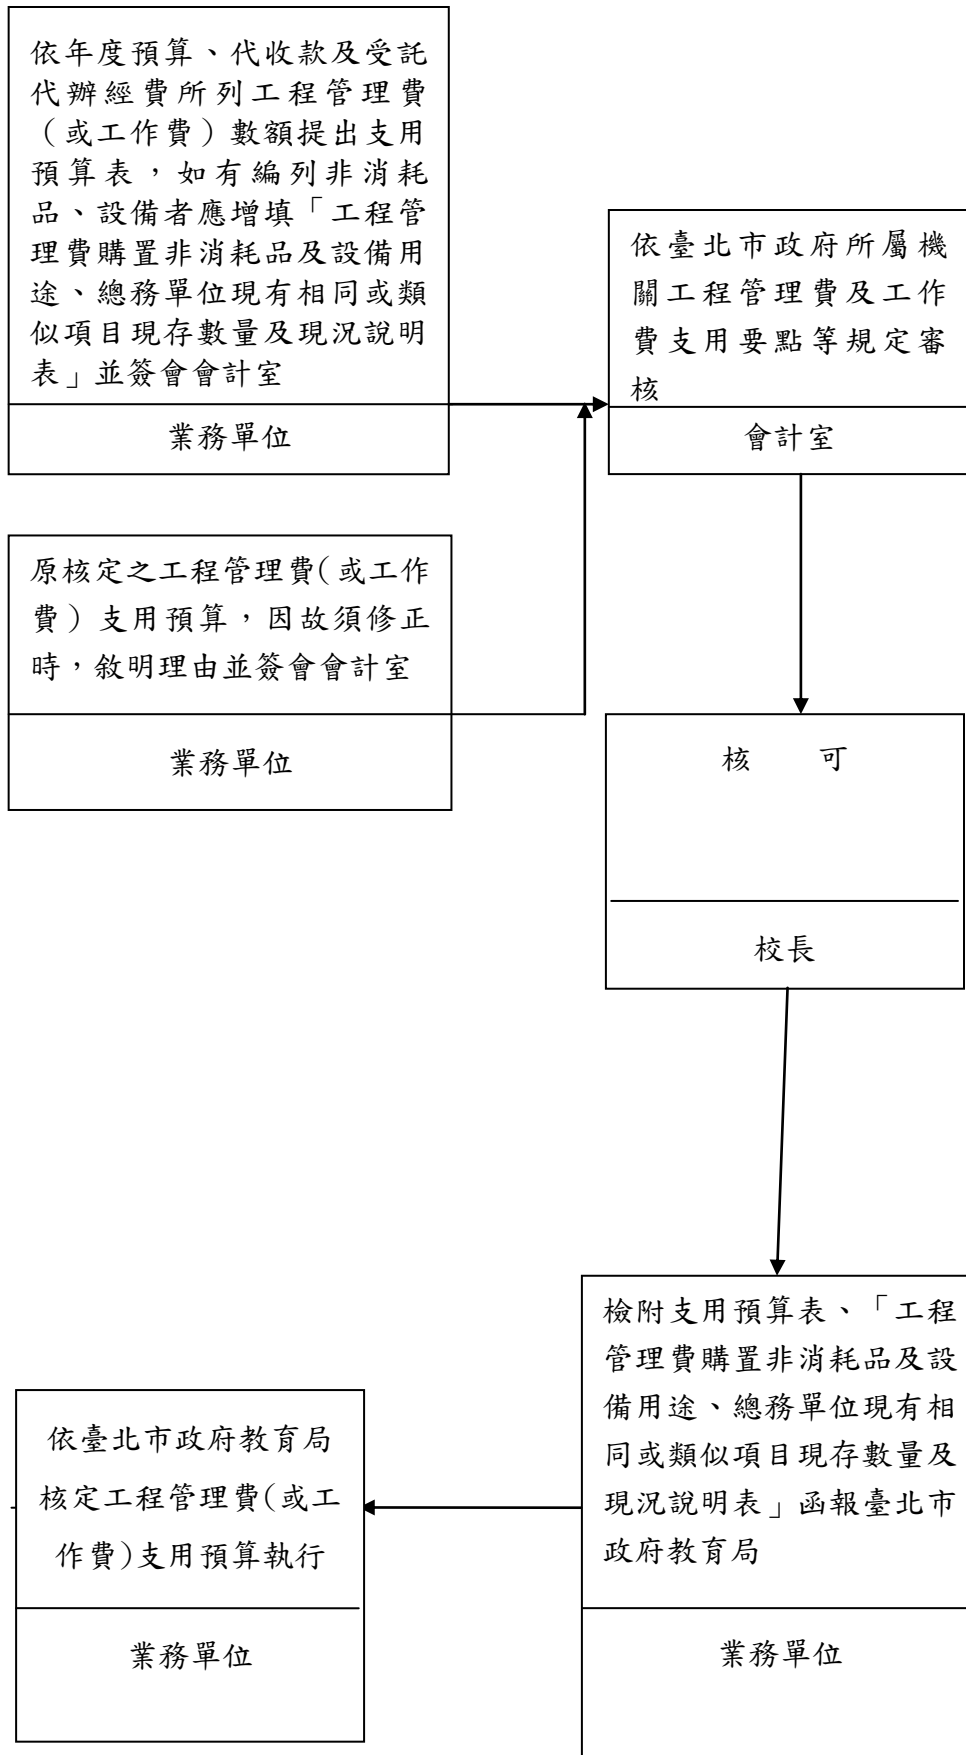 依年度預算、代收款及受託
代辦經費所列工程管理費
（或工作費）數額提出支用
預算表，如有編列非消耗
品、設備者應增填「工程管
理費購置非消耗品及設備用
途、總務單位現有相同或類
似項目現存數量及現況說明
表」並簽會會計室
業務單位
依臺北市政府所屬機
關工程管理費及工作
費支用要點等規定審
核
會計室
原核定之工程管理費(或工作
費）支用預算，因故須修正
時，敘明理由並簽會會計室
業務單位
核　可
校長
檢附支用預算表、「工程
管理費購置非消耗品及設
備用途、總務單位現有相
同或類似項目現存數量及
現況說明表」函報臺北市
政府教育局
業務單位
依臺北市政府教育局
核定工程管理費(或工
作費)支用預算執行
業務單位